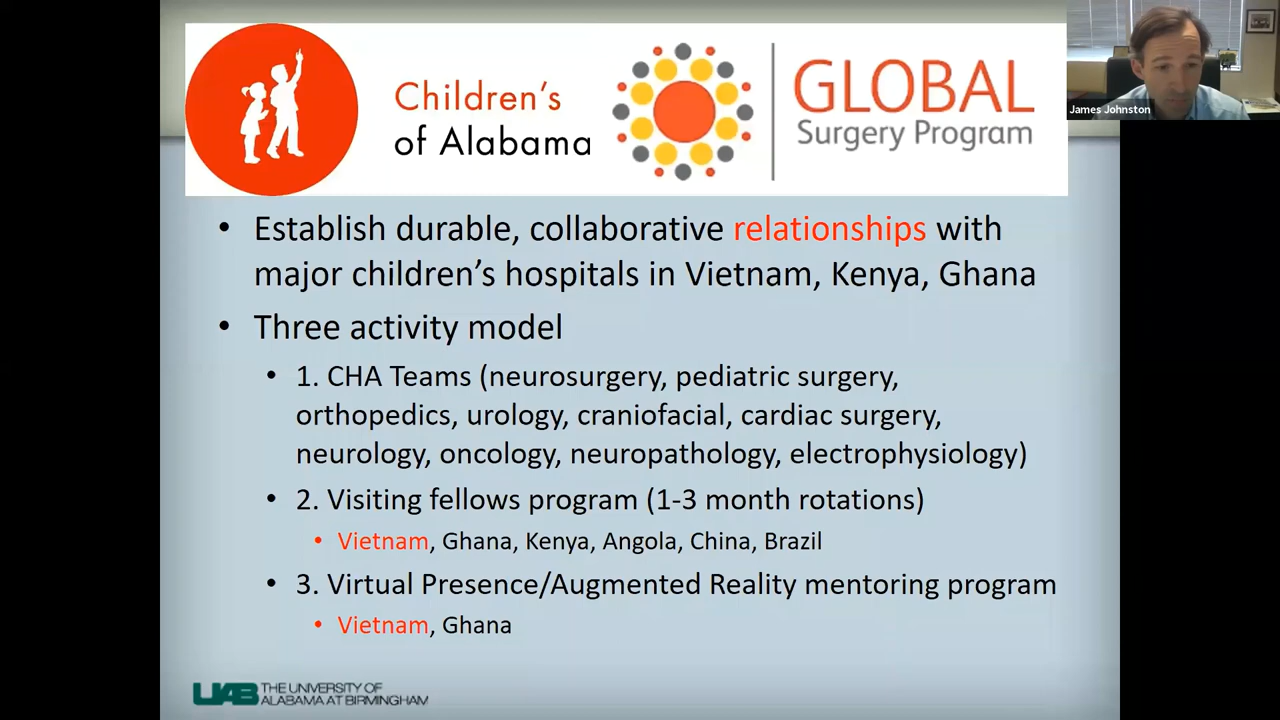 Children's
of Alabama
GLOBAL
Surgery Program
James Johnston
• Establish durable, collaborative relationships with
major children's hospitals in Vietnam, Kenya, Ghana
• Three activity model
• 1. CHA Teams (neurosurgery, pediatric surgery,
orthopedics, urology, craniofacial, cardiac surgery,
neurology, oncology, neuropathology, electrophysiology)
• 2. Visiting fellows program (1-3 month rotations)
• Vietnam, Ghana, Kenya, Angola, China, Brazil
• 3. Virtual Presence/Augmented Reality mentoring program
• Vietnam, Ghana
UAB THE UNIVERSITY OF
ALABAMA AT BIRMINGHAM